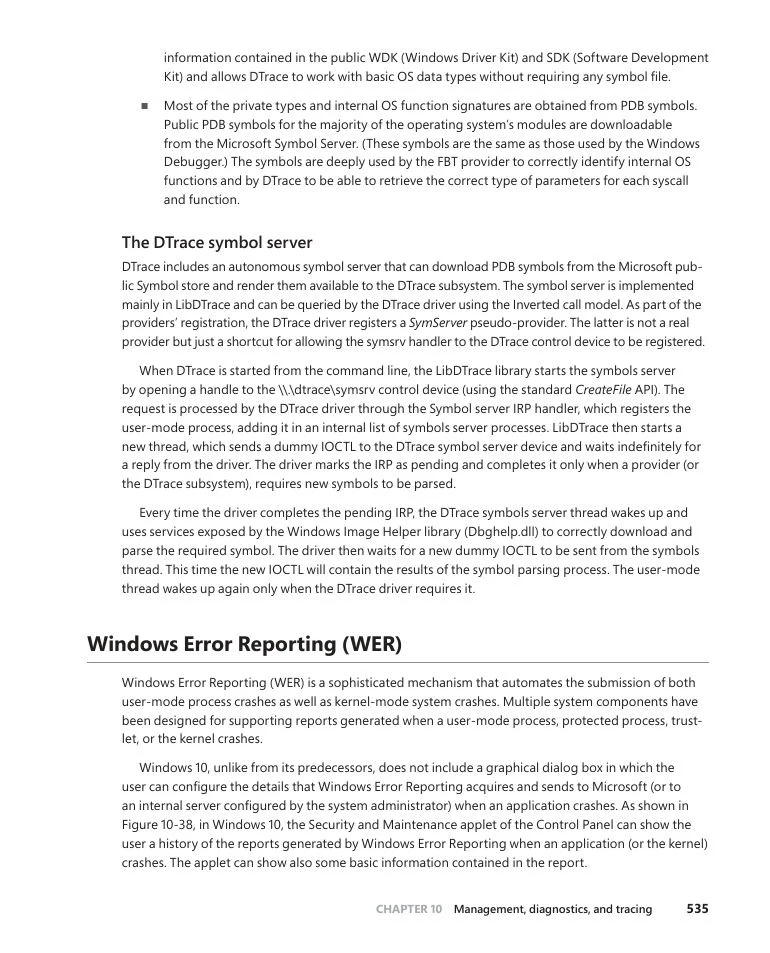 information contained in the public WDK (Windows Driver Kit) and SDK (Software Development
Kit) and allows DTrace to work with basic OS data types without requiring any symbol file.
■ Most of the private types and internal OS function signatures are obtained from PDB symbols.
Public PDB symbols for the majority of the operating system's modules are downloadable
from the Microsoft Symbol Server. (These symbols are the same as those used by the Windows
Debugger.) The symbols are deeply used by the FBT provider to correctly identify internal OS
functions and by DTrace to be able to retrieve the correct type of parameters for each syscall
and function.
The DTrace symbol server
DTrace includes an autonomous symbol server that can download PDB symbols from the Microsoft pub-
lic Symbol store and render them available to the DTrace subsystem. The symbol server is implemented
mainly in LibDTrace and can be queried by the DTrace driver using the Inverted call model. As part of the
providers' registration, the DTrace driver registers a SymServer pseudo-provider. The latter is not a real
provider but just a shortcut for allowing the symsrv handler to the DTrace control device to be registered.
When DTrace is started from the command line, the LibDTrace library starts the symbols server
by opening a handle to the \\.\dtrace\symsrv control device (using the standard CreateFile API). The
request is processed by the DTrace driver through the Symbol server IRP handler, which registers the
user-mode process, adding it in an internal list of symbols server processes. LibDTrace then starts a
new thread, which sends a dummy IOCTL to the DTrace symbol server device and waits indefinitely for
a reply from the driver. The driver marks the IRP as pending and completes it only when a provider (or
the DTrace subsystem), requires new symbols to be parsed.
Every time the driver completes the pending IRP, the DTrace symbols server thread wakes up and
uses services exposed by the Windows Image Helper library (Dbghelp.dll) to correctly download and
parse the required symbol. The driver then waits for a new dummy IOCTL to be sent from the symbols
thread. This time the new IOCTL will contain the results of the symbol parsing process. The user-mode
thread wakes up again only when the DTrace driver requires it.
Windows Error Reporting (WER)
Windows Error Reporting (WER) is a sophisticated mechanism that automates the submission of both
user-mode process crashes as well as kernel-mode system crashes. Multiple system components have
been designed for supporting reports generated when a user-mode process, protected process, trust-
let, or the kernel crashes.
Windows 10, unlike from its predecessors, does not include a graphical dialog box in which the
user can configure the details that Windows Error Reporting acquires and sends to Microsoft (or to
an internal server configured by the system administrator) when an application crashes. As shown in
Figure 10-38, in Windows 10, the Security and Maintenance applet of the Control Panel can show the
user a history of the reports generated by Windows Error Reporting when an application (or the kernel)
crashes. The applet can show also some basic information contained in the report.
CHAPTER 10 Management, diagnostics, and tracing 535